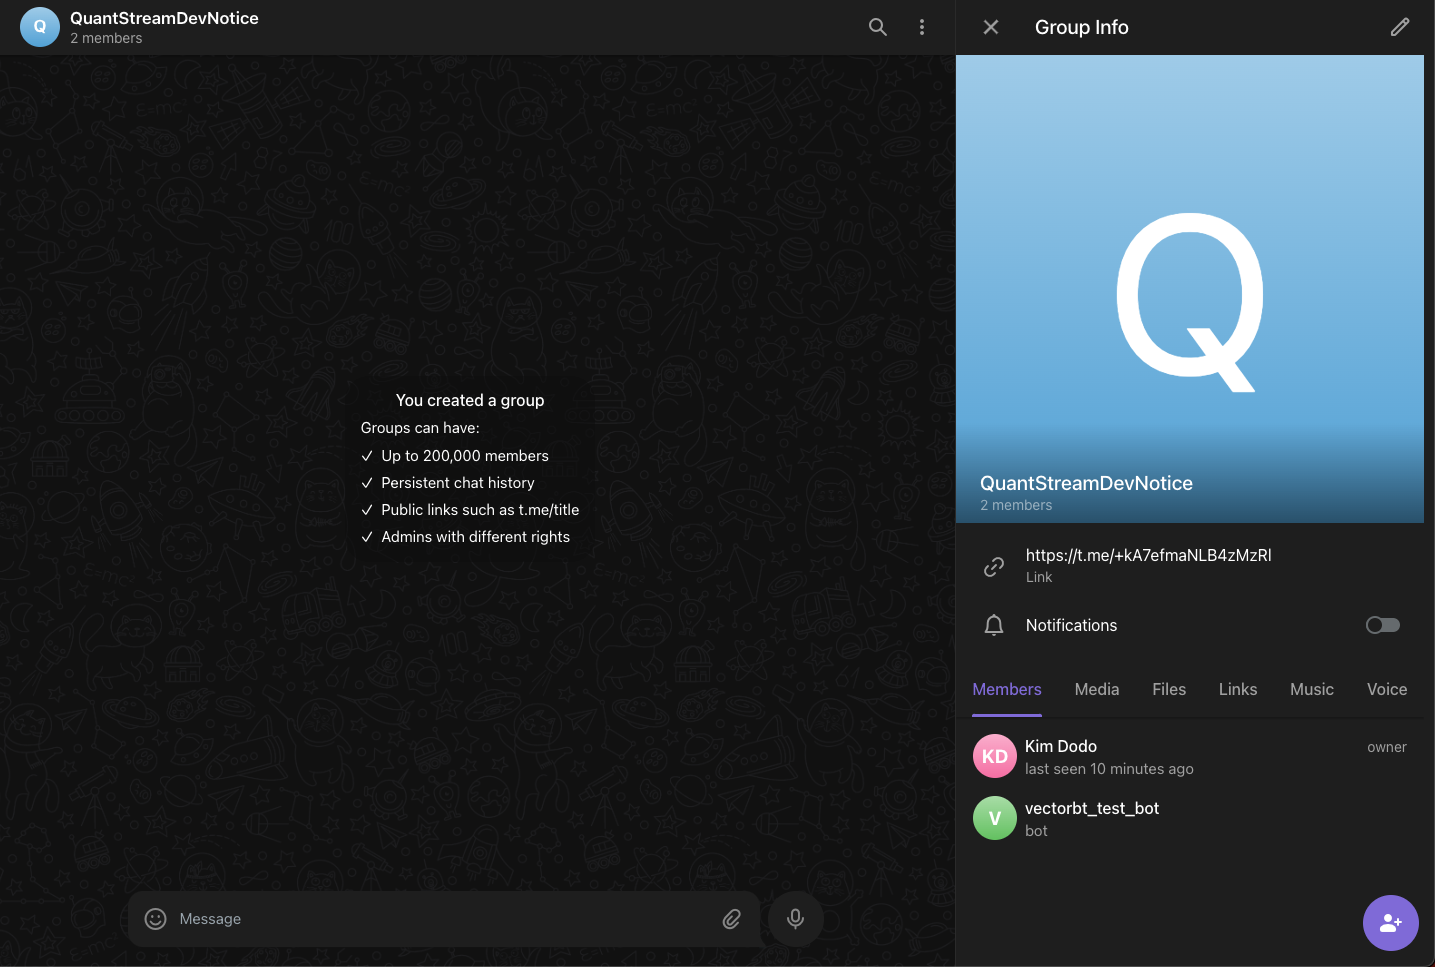 Q
QuantStreamDevNotice
2 members
You created a group
Groups can have:
✓ Up to 200,000 members
✓ Persistent chat history
✓ Public links such as t.me/title
✓ Admins with different rights
Message
Group Info
Q
QuantStreamDevNotice
2 members
https://t.me/+kA7efmaNLB4zMzRl
Link
Notifications
Members Media Files Links Music Voice
KD Kim Dodo owner
last seen 10 minutes ago
V vectorbt_test_bot
bot